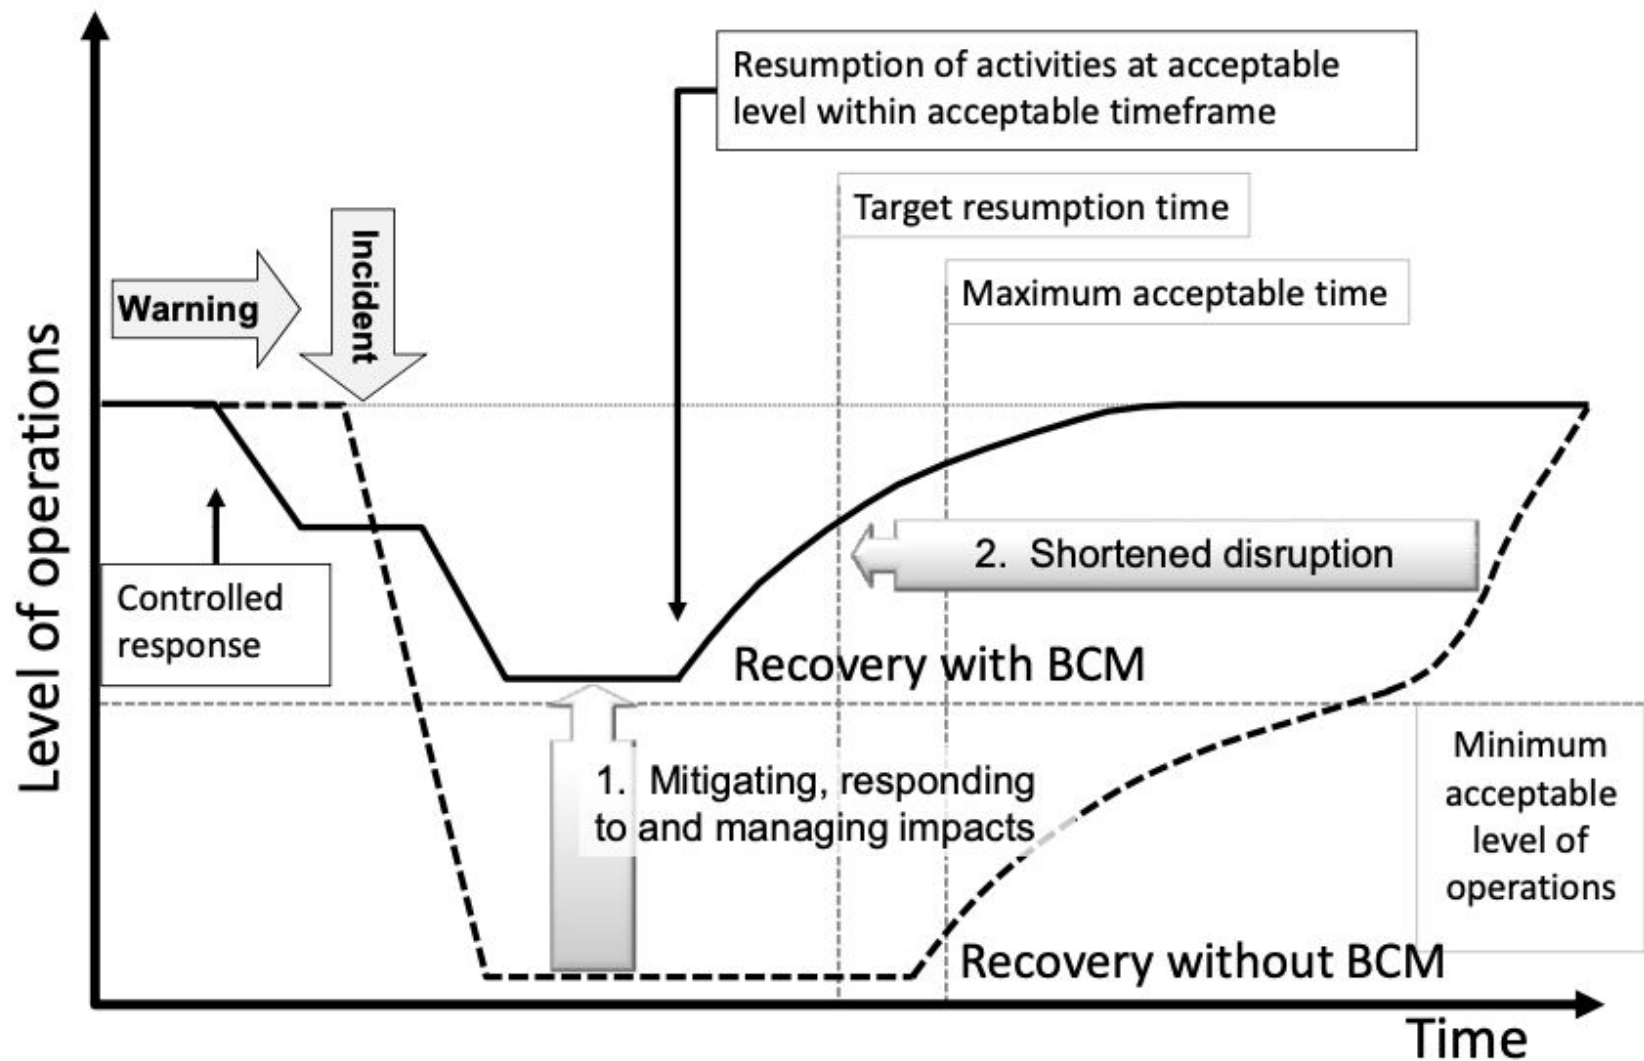 Resumption of activities at acceptable
level within acceptable timeframe
Target resumption time
Maximum acceptable time
Incident
Warning
Level of operations
2. Shortened disruption
Controlled
response
Recovery with BCM
Minimum
acceptable
level of
operations
1. Mitigating, responding
to and managing impacts
Recovery without BCM
Time